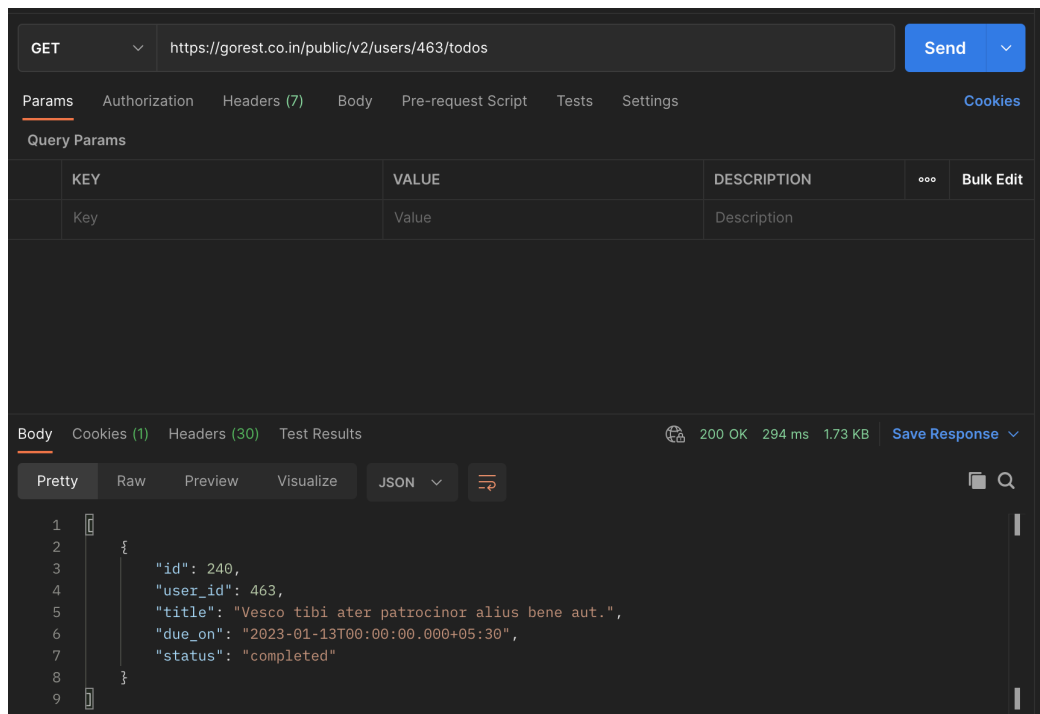 GET https://gorest.co.in/public/v2/users/463/todos Send
Params Authorization Headers (7) Body Pre-request Script Tests Settings Cookies
Query Params
KEY VALUE DESCRIPTION ooo Bulk Edit
Key Value Description
Body Cookies (1) Headers (30) Test Results 200 OK 294 ms 1.73 KB Save Response
Pretty Raw Preview Visualize JSON
1 [
2 {
3 "id": 240,
4 "user_id": 463,
5 "title": "Vesco tibi ater patrocinor alius bene aut.",
6 "due_on": "2023-01-13T00:00:00.000+05:30",
7 "status": "completed"
8 }
9 ]